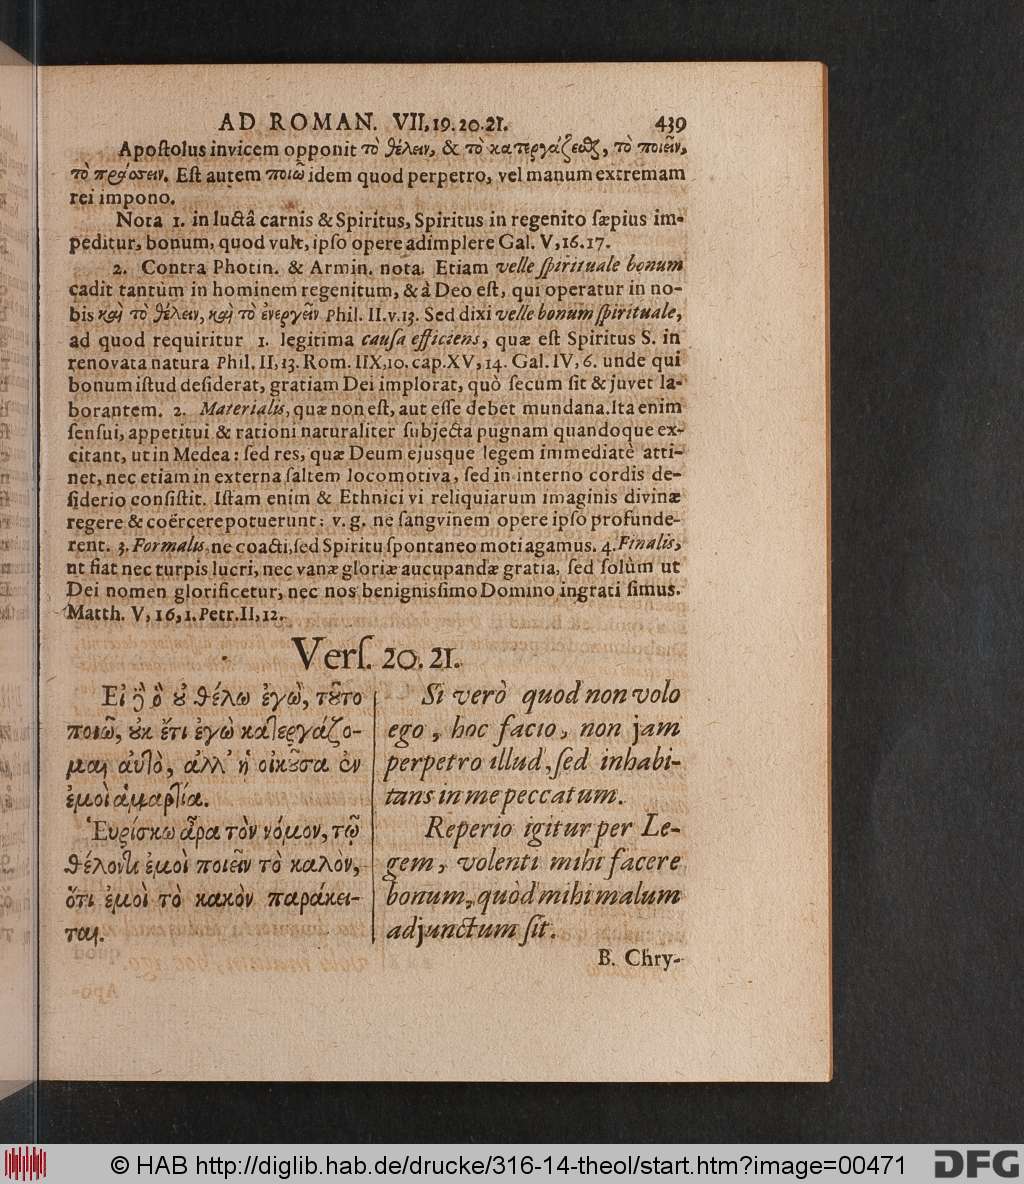 AD ROMAN. VII, 19. 20. 21. 439
Apoſtolus invicem opponit τὸ θέλειν, & τὸ κατεργάζεσθαι, τὸ ποιεῖν,
τὸ πράσσειν. Eſt autem ποιῶ idem quod perpetro, vel manum extremam
rei impono.
Nota 1. in luctâ carnis & Spiritus, Spiritus in regenito ſæpius im-
peditur, bonum, quod vult, ipſo opere adimplere Gal. V, 16. 17.
2. Contra Photin. & Armin. nota. Etiam velle ſpirituale bonum
cadit tantùm in hominem regenitum, & à Deo eſt, qui operatur in no-
bis καὶ τὸ θέλειν, καὶ τὸ ἐνεργεῖν Phil. II. v. 13. Sed dixi velle bonum ſpirituale,
ad quod requiritur 1. legitima cauſa efficiens, quæ eſt Spiritus S. in
renovata natura Phil. II, 13. Rom. IIX, 10. cap. XV, 14. Gal. IV, 6. unde qui
bonum iſtud deſiderat, gratiam Dei implorat, quò ſecum ſit & juvet la-
borantem. 2. Materialis, quæ non eſt, aut eſſe debet mundana. Ita enim
ſenſui, appetitui & rationi naturaliter ſubjecta pugnam quandoque ex-
citant, ut in Medea: ſed res, quæ Deum ejusque legem immediatè atti-
net, nec etiam in externa ſaltem locomotiva, ſed in interno cordis de-
ſiderio conſiſtit. Iſtam enim & Ethnici vi reliquiarum imaginis divinæ
regere & coërcere potuerunt: v. g. ne ſangvinem opere ipſo profunde-
rent. 3. Formalis, ne coacti, ſed Spiritu ſpontaneo moti agamus. 4. Finalis,
nt fiat nec turpis lucri, nec vanæ gloriæ aucupandæ gratia, ſed ſolùm ut
Dei nomen glorificetur, nec nos benignisſimo Domino ingrati ſimus.
Matth. V, 16, 1. Petr. II, 12.
Verſ. 20. 21.
Εἰ δὲ ὃ οὐ θέλω ἐγὼ, τοῦτο
ποιῶ, οὐκ ἔτι ἐγὼ κατεργάζο-
μαι αὐτὸ, ἀλλ' ἡ οἰκοῦσα ἐν
ἐμοὶ ἁμαρτία.
Ἑυρίσκω ἄρα τὸν νόμον, τῷ
θέλοντι ἐμοὶ ποιεῖν τὸ καλὸν,
ὅτι ἐμοὶ τὸ κακὸν παράκει-
ται.
Si verò quod non volo
ego, hoc facio, non jam
perpetro illud, ſed inhabi-
tans in me peccatum.
Reperio igitur per Le-
gem, volenti mihi facere
bonum, quòd mihi malum
adjunctum ſit.
B. Chry-
© HAB http://diglib.hab.de/drucke/316-14-theol/start.htm?image=00471
DFG